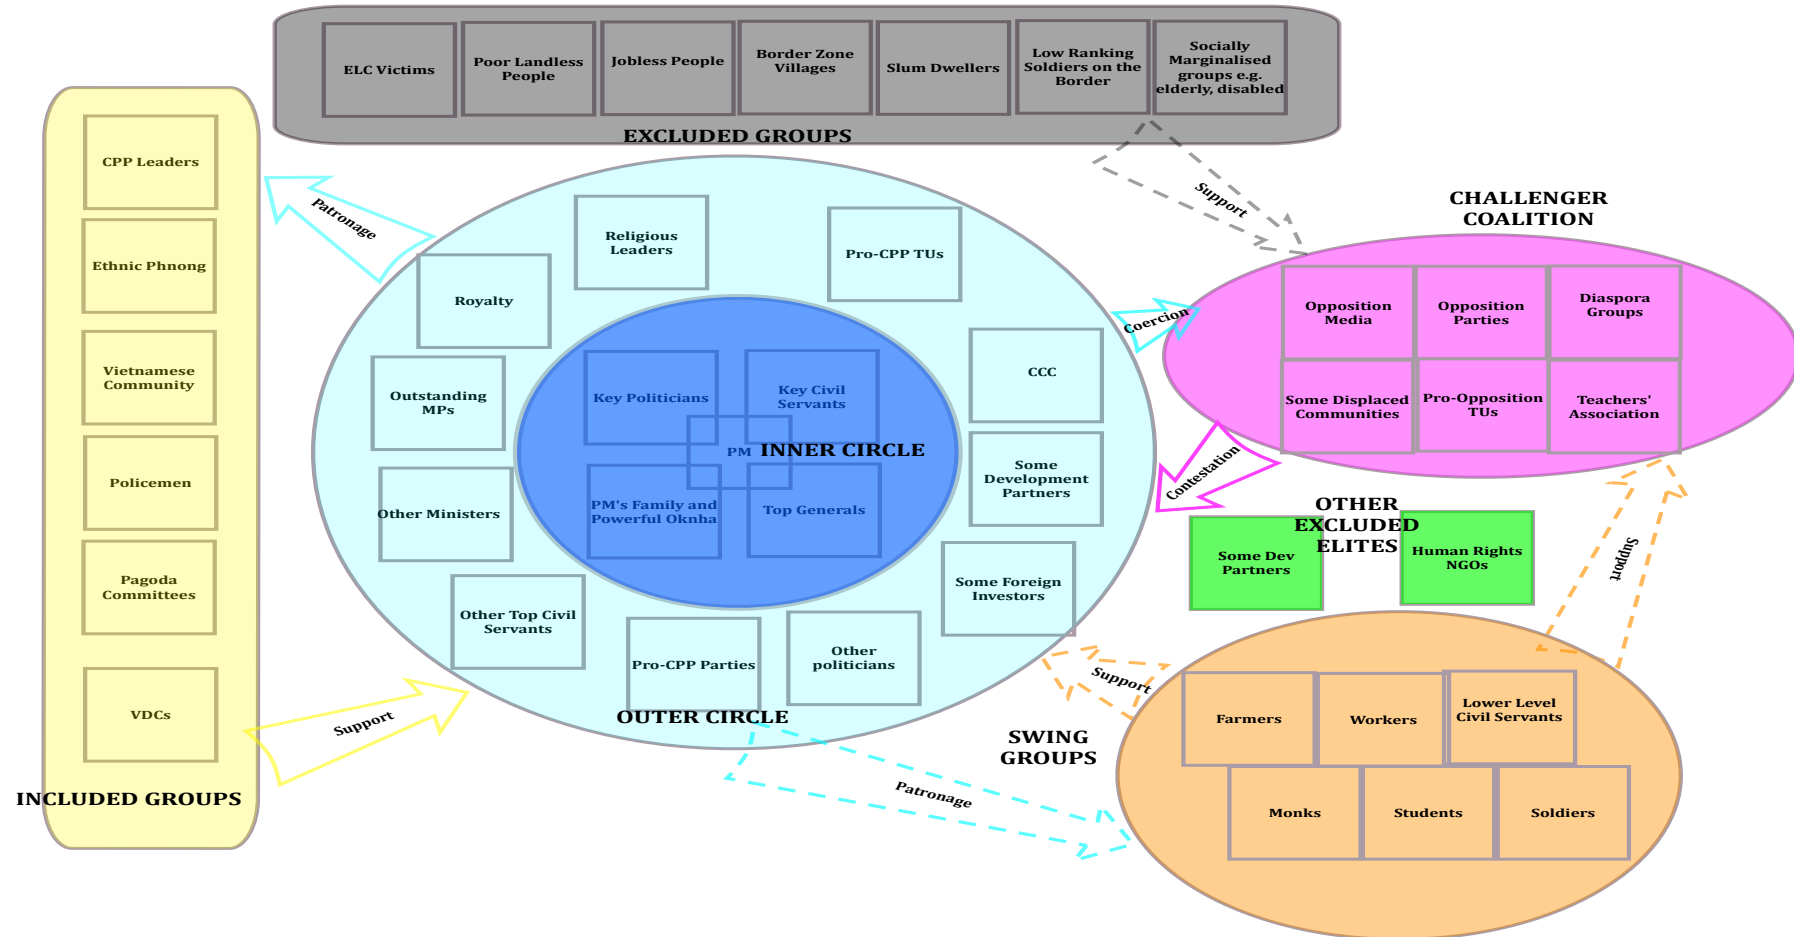 ELC Victims
Poor Landless
People
Jobless People
Border Zone
Villages
Slum Dwellers
Low Ranking
Soldiers on the
Border
Socially
Marginalised
groups e.g.
elderly, disabled
EXCLUDED GROUPS
CPP Leaders
Ethnic Phnong
Vietnamese
Community
Policemen
Pagoda
Committees
VDCs
INCLUDED GROUPS
Patronage
Support
Religious
Leaders
Pro-CPP TUs
Royalty
CCC
Outstanding
MPs
Some
Development
Partners
Other Ministers
Some Foreign
Investors
Other Top Civil
Servants
Pro-CPP Parties
Other
politicians
OUTER CIRCLE
Key Politicians
Key Civil
Servants
PM
INNER CIRCLE
PM's Family and
Powerful Oknha
Top Generals
Support
Coercion
Contestation
CHALLENGER
COALITION
Opposition
Media
Opposition
Parties
Diaspora
Groups
Some Displaced
Communities
Pro-Opposition
TUs
Teachers'
Association
OTHER
EXCLUDED
ELITES
Some Dev
Partners
Human Rights
NGOs
Support
Support
Patronage
SWING
GROUPS
Farmers
Workers
Lower Level
Civil Servants
Monks
Students
Soldiers